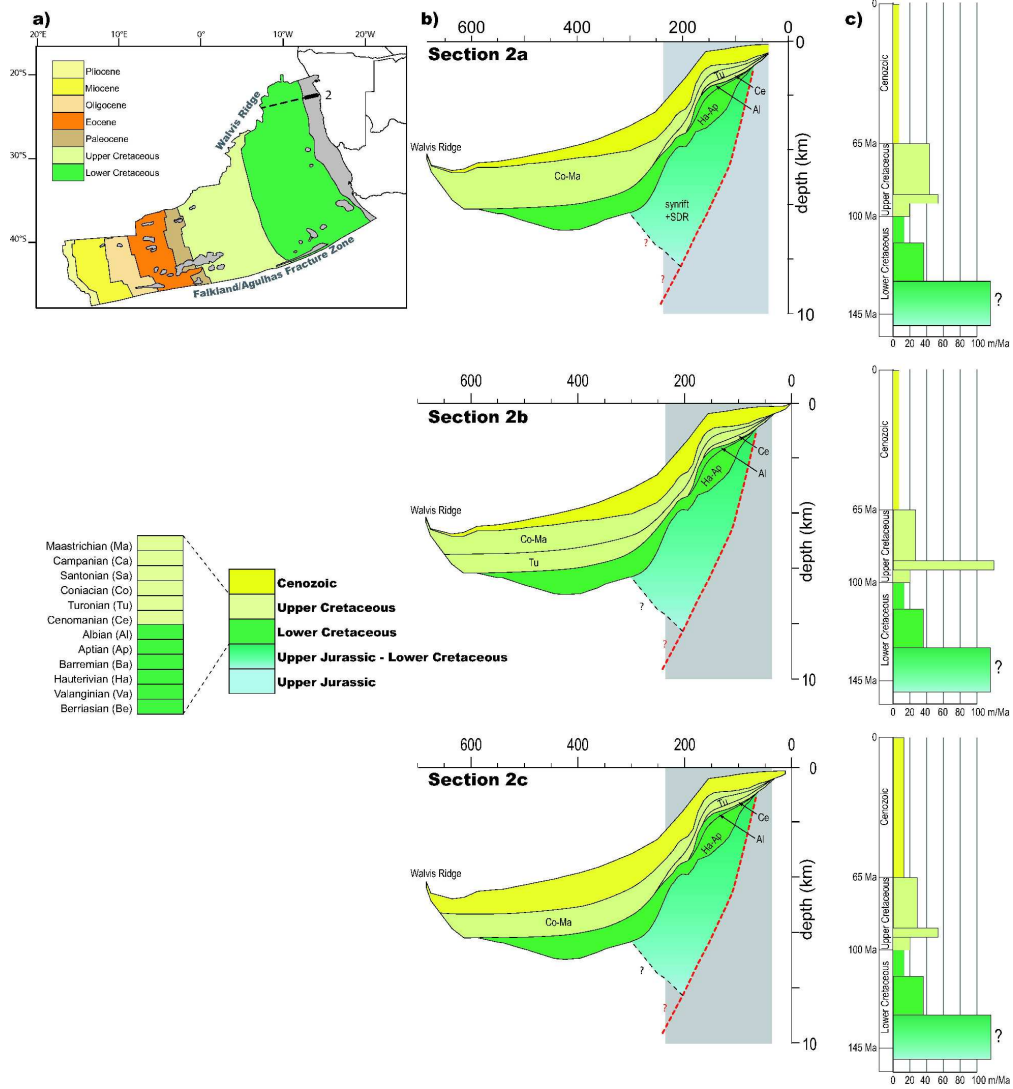 a)
20°E
10°E
0°
10°W
20°W
20°S
30°S
40°S
Pliocene
Miocene
Oligocene
Eocene
Paleocene
Upper Cretaceous
Lower Cretaceous
Walvis Ridge
2
Falkland/Agulhas Fracture Zone
b)
600
400
200
0
Section 2a
0
10
depth (km)
Walvis Ridge
Tu
Ce
Al
Ha-Ap
Co-Ma
synrift
+SDR
?
?
c)
0
65 Ma
100 Ma
145 Ma
Cenozoic
Upper Cretaceous
Lower Cretaceous
?
0 20 40 60 80 100 m/Ma
600
400
200
0
Section 2b
0
10
depth (km)
Walvis Ridge
Ce
Al
Ha-Ap
Co-Ma
Tu
?
?
0
65 Ma
100 Ma
145 Ma
Cenozoic
Upper Cretaceous
Lower Cretaceous
?
0 20 40 60 80 100 m/Ma
Maastrichian (Ma)
Campanian (Ca)
Santonian (Sa)
Coniacian (Co)
Turonian (Tu)
Cenomanian (Ce)
Albian (Al)
Aptian (Ap)
Barremian (Ba)
Hauterivian (Ha)
Valanginian (Va)
Berriasian (Be)
Cenozoic
Upper Cretaceous
Lower Cretaceous
Upper Jurassic - Lower Cretaceous
Upper Jurassic
600
400
200
0
Section 2c
0
10
depth (km)
Walvis Ridge
Tu
Ce
Al
Ha-Ap
Co-Ma
?
?
0
65 Ma
100 Ma
145 Ma
Cenozoic
Upper Cretaceous
Lower Cretaceous
?
0 20 40 60 80 100 m/Ma